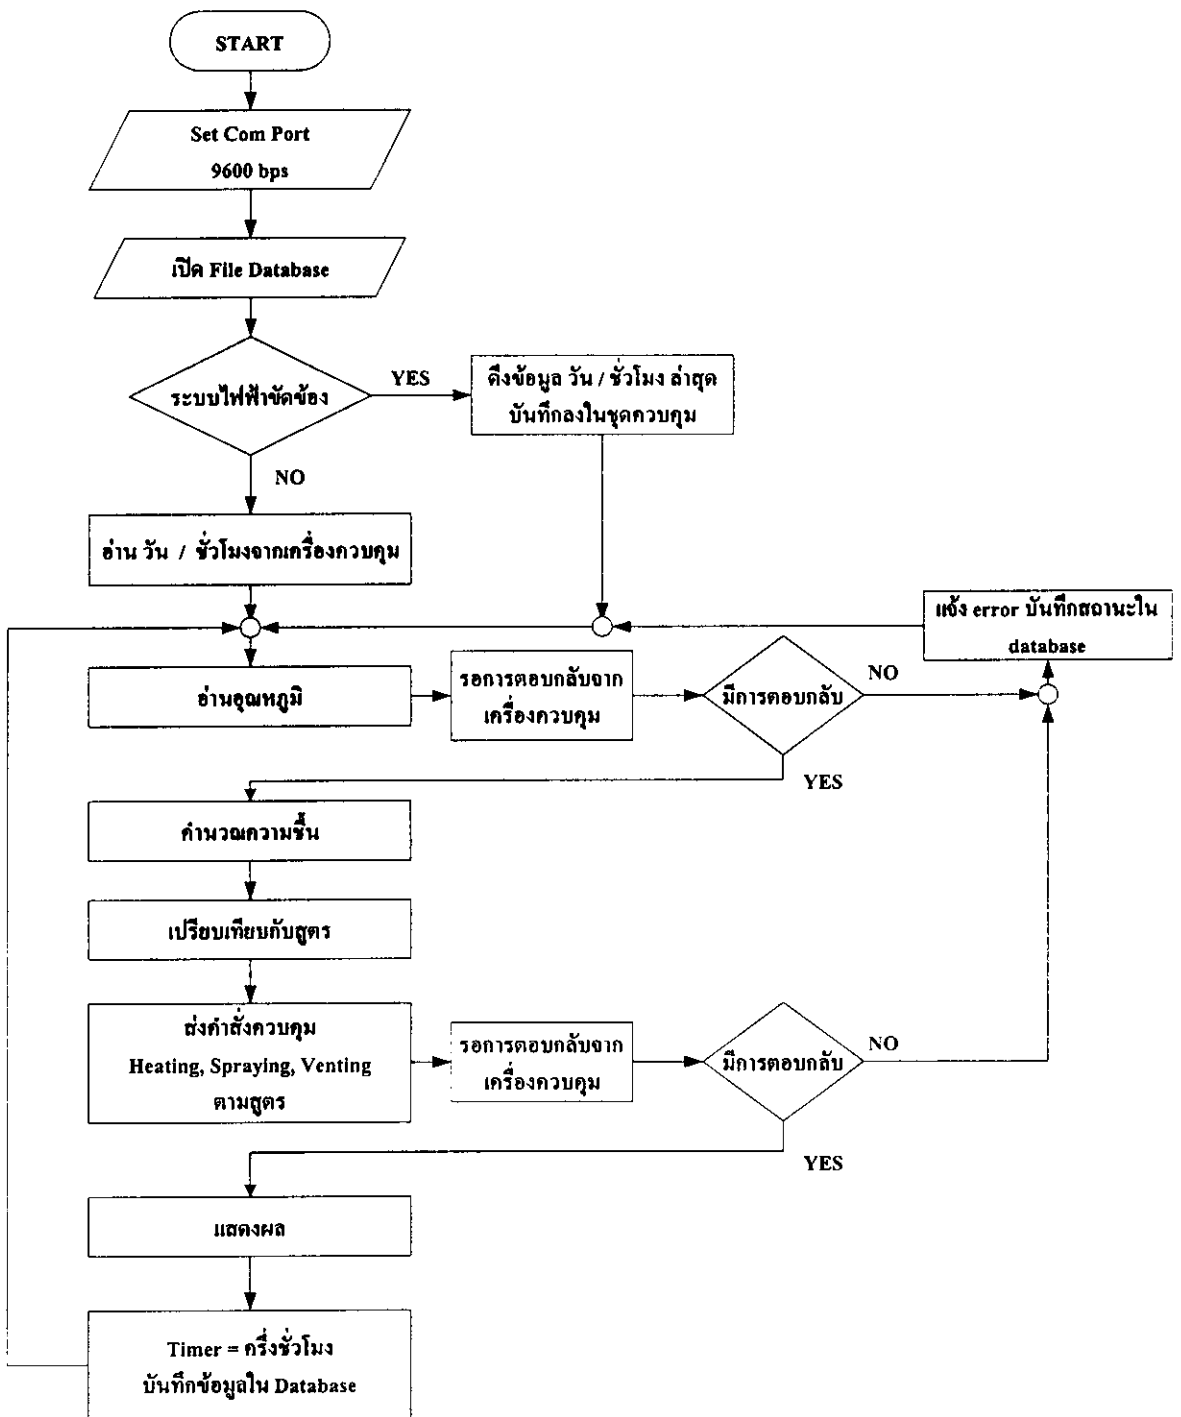 START
Set Com Port
9600 bps
เปิด File Database
ระบบไฟฟ้าขัดข้อง
YES
ดึงข้อมูล วัน / ชั่วโมง ล่าสุด
บันทึกลงในชุดควบคุม
NO
อ่าน วัน / ชั่วโมงจากเครื่องควบคุม
แจ้ง error บันทึกสถานะใน
database
อ่านอุณหภูมิ
รอการตอบกลับจาก
เครื่องควบคุม
มีการตอบกลับ
NO
YES
คำนวณความชื้น
เปรียบเทียบกับสูตร
ส่งคำสั่งควบคุม
Heating, Spraying, Venting
ตามสูตร
รอการตอบกลับจาก
เครื่องควบคุม
มีการตอบกลับ
NO
YES
แสดงผล
Timer = ครึ่งชั่วโมง
บันทึกข้อมูลใน Database